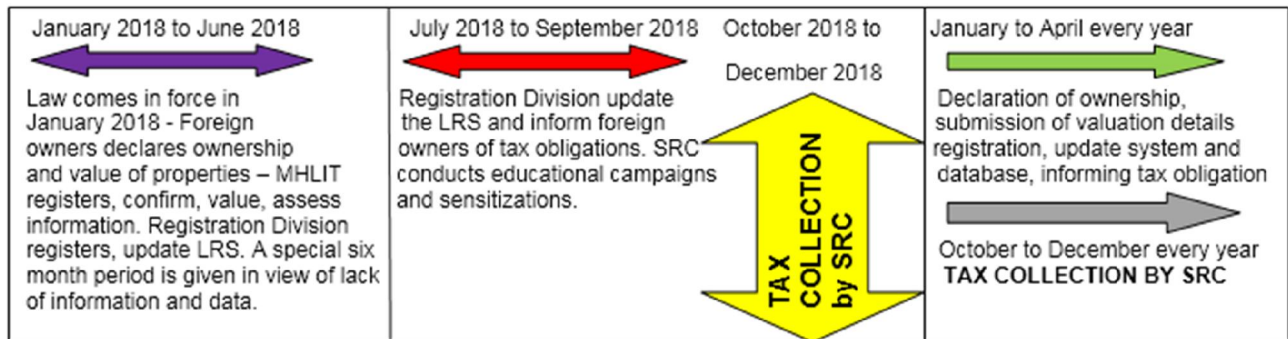 January 2018 to June 2018
Law comes in force in
January 2018 - Foreign
owners declares ownership
and value of properties – MHLIT
registers, confirm, value, assess
information. Registration Division
registers, update LRS. A special six
month period is given in view of lack
of information and data.
July 2018 to September 2018
Registration Division update
the LRS and inform foreign
owners of tax obligations. SRC
conducts educational campaigns
and sensitizations.
October 2018 to
December 2018
TAX
COLLECTION
by SRC
January to April every year
Declaration of ownership,
submission of valuation details
registration, update system and
database, informing tax obligation
October to December every year
TAX COLLECTION BY SRC